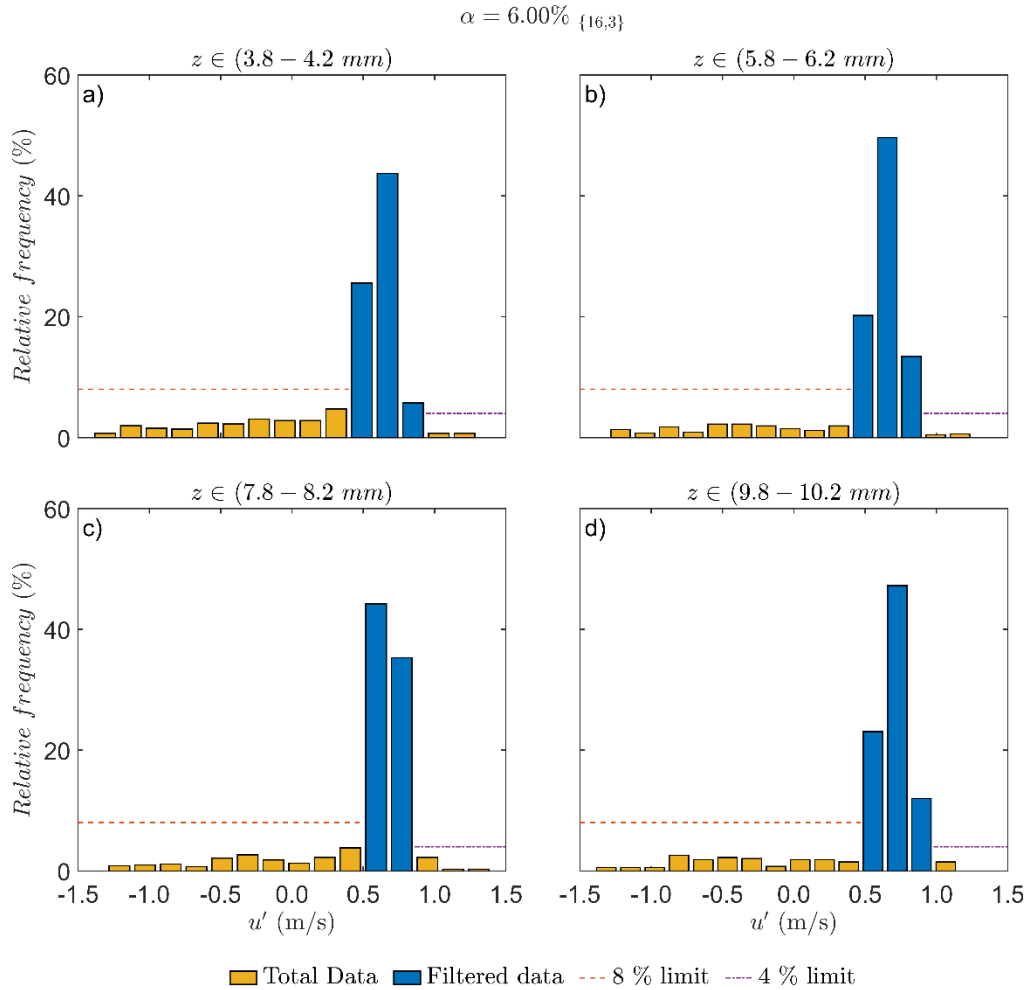 α = 6.00% {16,3}
z ∈ (3.8 − 4.2 mm)
z ∈ (5.8 − 6.2 mm)
a)
b)
60
40
20
0
Relative frequency (%)
z ∈ (7.8 − 8.2 mm)
z ∈ (9.8 − 10.2 mm)
c)
d)
60
40
20
0
Relative frequency (%)
-1.5 -1.0 -0.5 0.0 0.5 1.0 1.5
-1.5 -1.0 -0.5 0.0 0.5 1.0 1.5
u′ (m/s)
u′ (m/s)
Total Data Filtered data 8 % limit 4 % limit